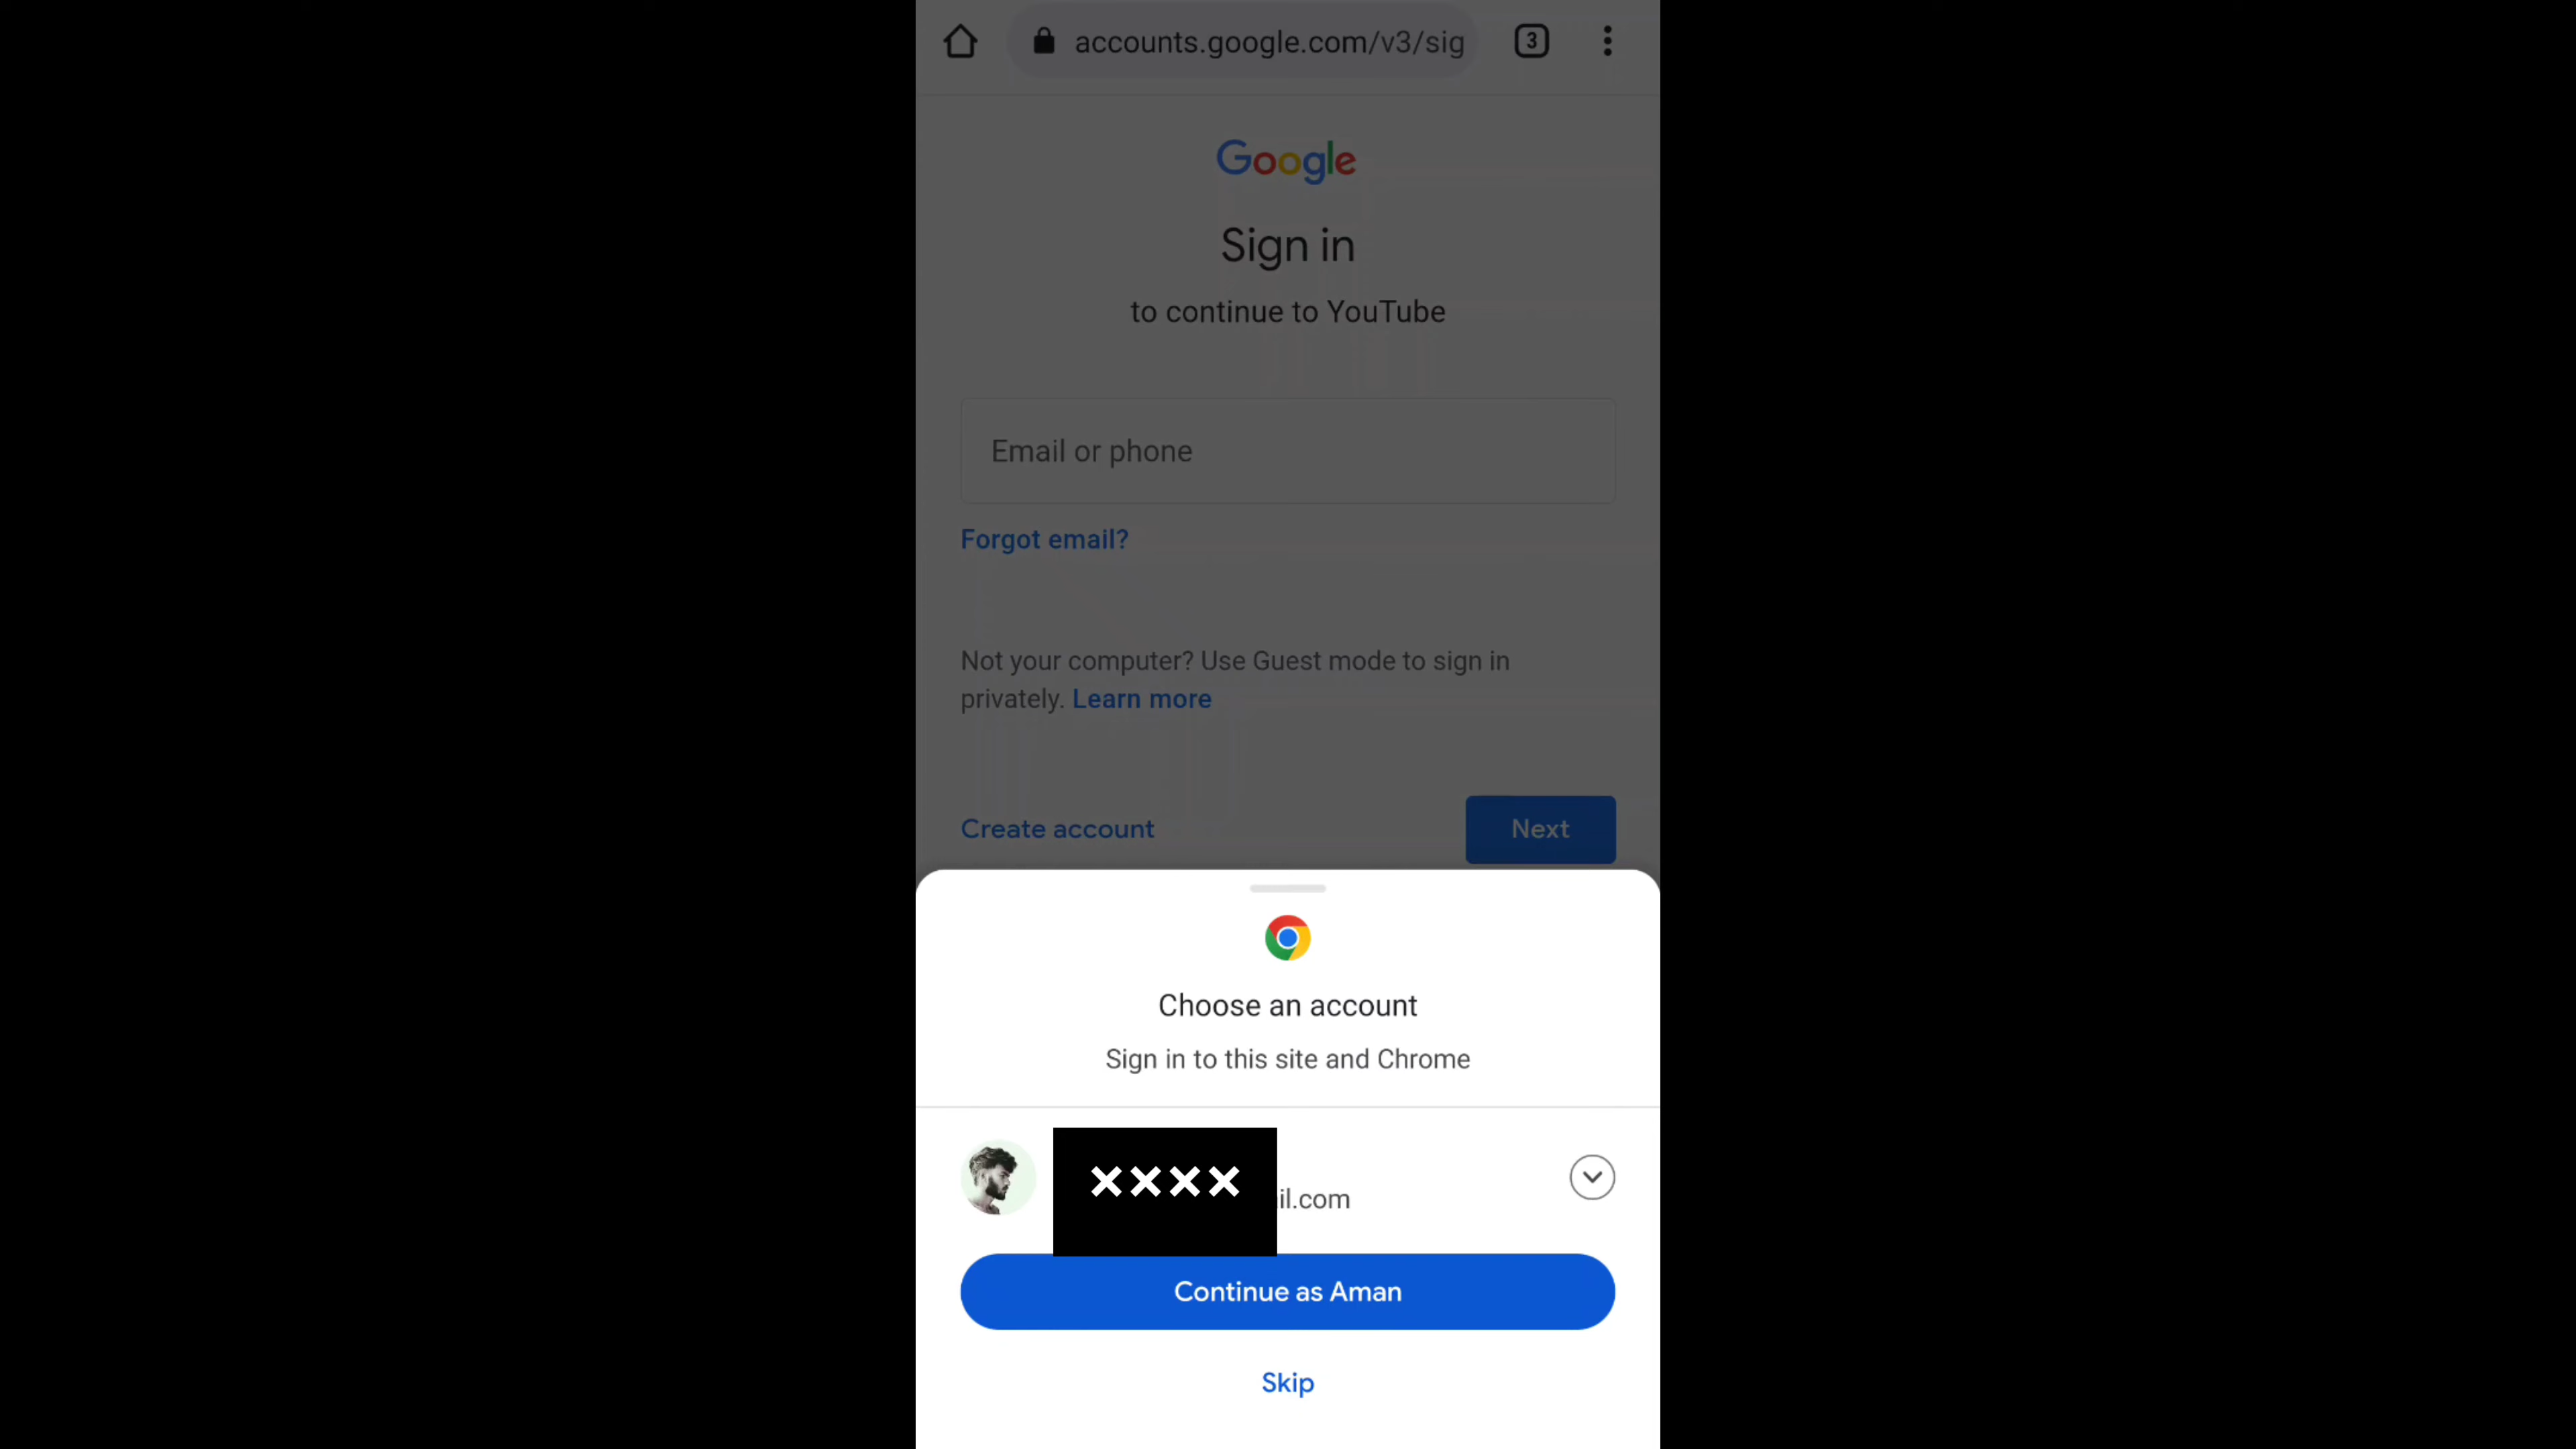 accounts.google.com/v3/sig
3
Google
Sign in
to continue to YouTube
Email or phone
Forgot email?
Not your computer? Use Guest mode to sign in
privately. Learn more
Create account
Next
Choose an account
Sign in to this site and Chrome
××××
il.com
Continue as Aman
Skip